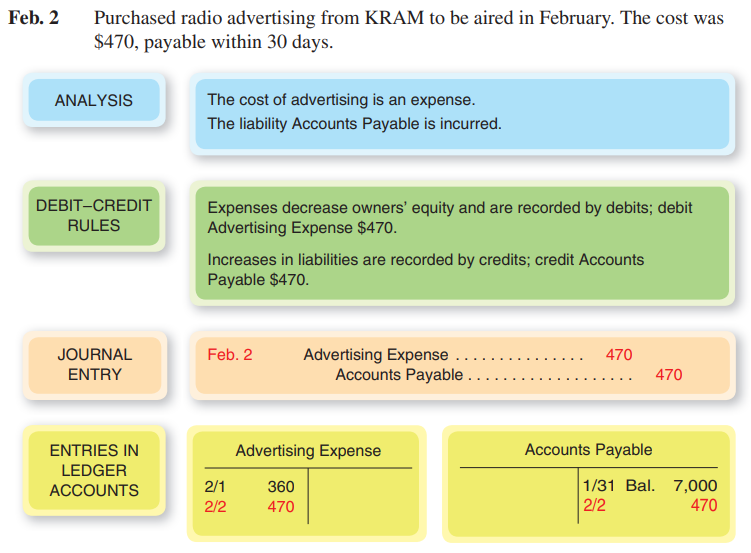 Feb. 2 Purchased radio advertising from KRAM to be aired in February. The cost was
$470, payable within 30 days.
ANALYSIS
The cost of advertising is an expense.
The liability Accounts Payable is incurred.
DEBIT–CREDIT
RULES
Expenses decrease owners’ equity and are recorded by debits; debit
Advertising Expense $470.
Increases in liabilities are recorded by credits; credit Accounts
Payable $470.
JOURNAL
ENTRY
Feb. 2 Advertising Expense . . . . . . . . . . . . . . . 470
Accounts Payable . . . . . . . . . . . . . . . . . . . 470
ENTRIES IN
LEDGER
ACCOUNTS
Advertising Expense
2/1 360
2/2 470
Accounts Payable
1/31 Bal. 7,000
2/2 470